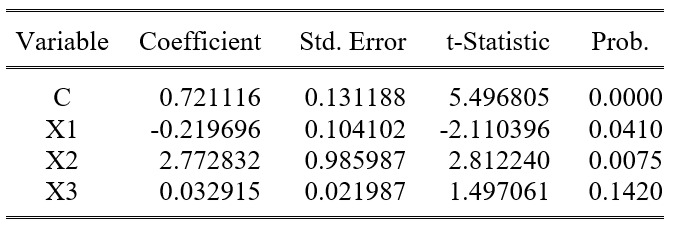 Variable Coefficient Std. Error t-Statistic Prob.
C 0.721116 0.131188 5.496805 0.0000
X1 -0.219696 0.104102 -2.110396 0.0410
X2 2.772832 0.985987 2.812240 0.0075
X3 0.032915 0.021987 1.497061 0.1420